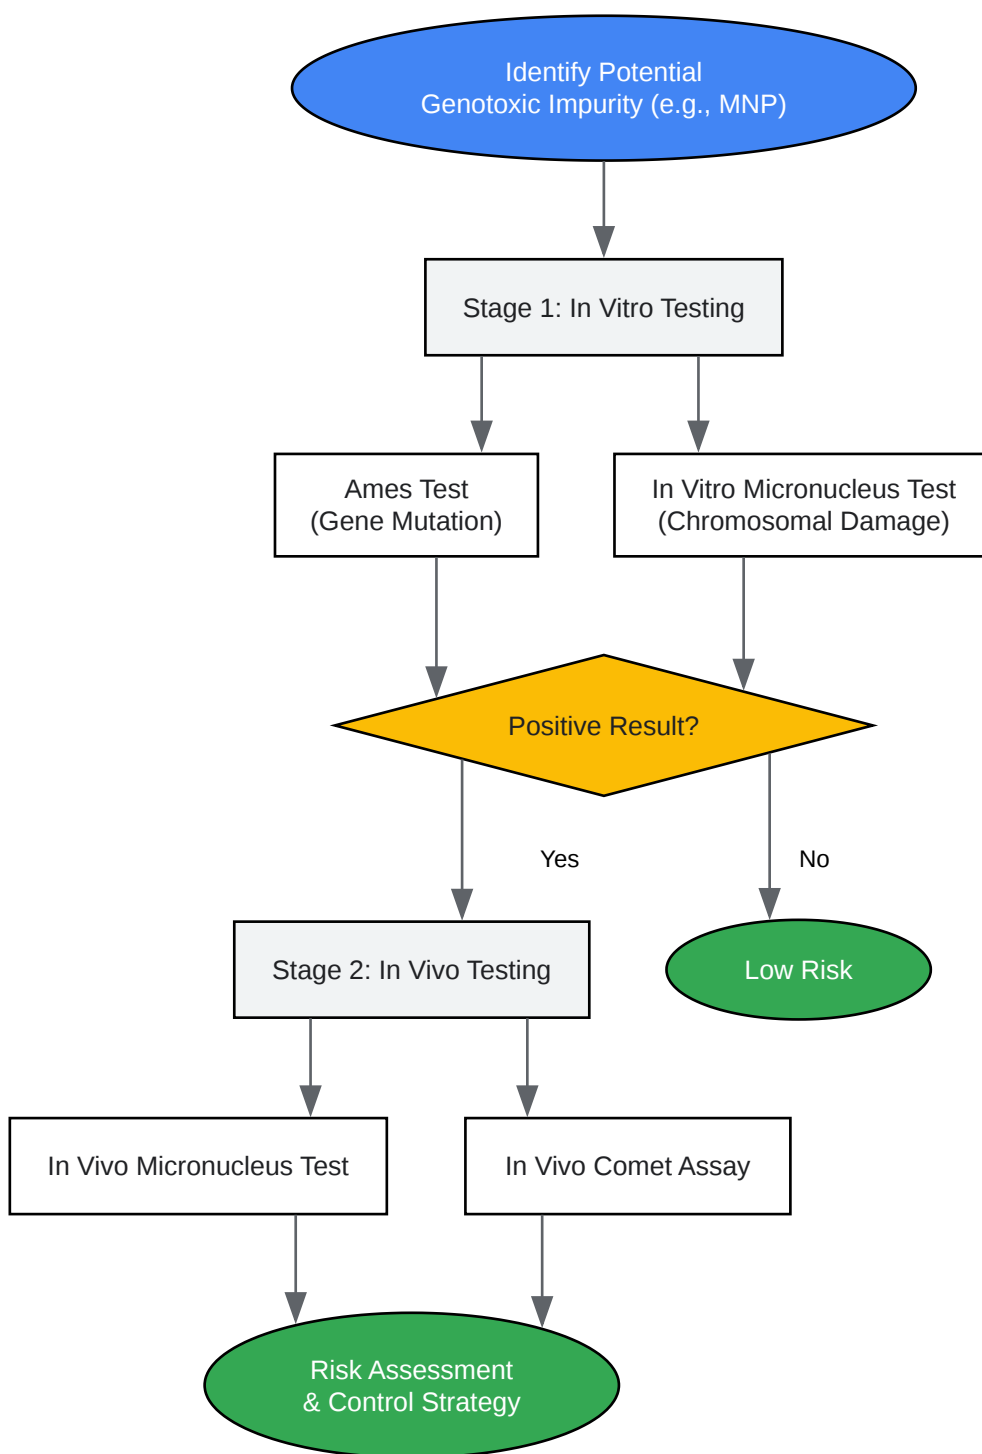 Identify Potential
Genotoxic Impurity (e.g., MNP)
Stage 1: In Vitro Testing
Ames Test
(Gene Mutation)
In Vitro Micronucleus Test
(Chromosomal Damage)
Positive Result?
Yes
No
Stage 2: In Vivo Testing
Low Risk
In Vivo Micronucleus Test
In Vivo Comet Assay
Risk Assessment
& Control Strategy